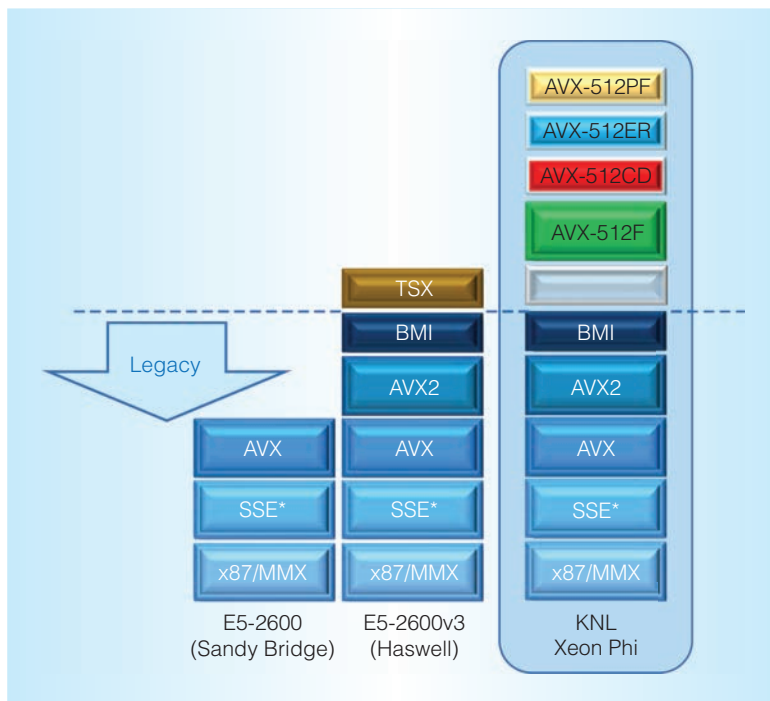 AVX-512PF
AVX-512ER
AVX-512CD
AVX-512F
TSX
BMI BMI
Legacy
AVX2 AVX2
AVX AVX AVX
SSE* SSE* SSE*
x87/MMX x87/MMX x87/MMX
E5-2600 E5-2600v3 KNL
(Sandy Bridge) (Haswell) Xeon Phi